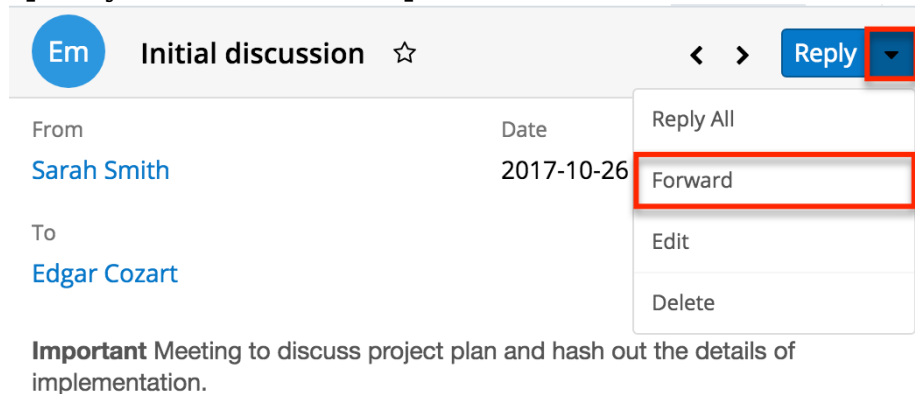 Em Initial discussion Reply
From Date Reply All
Sarah Smith 2017-10-26 Forward
To Edit
Edgar Cozart Delete
Important Meeting to discuss project plan and hash out the details of
implementation.